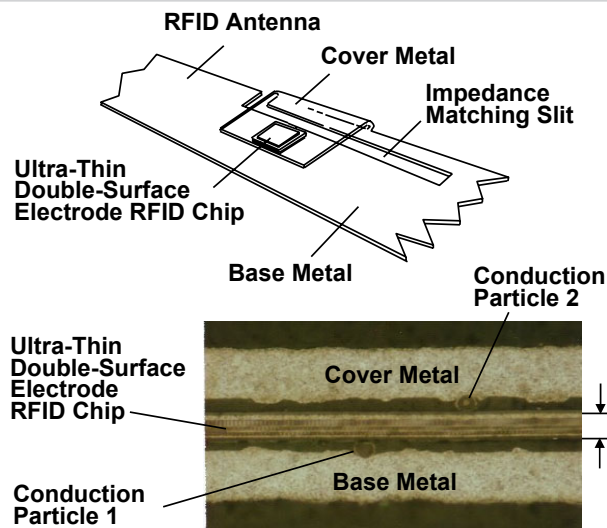 RFID Antenna
Cover Metal
Impedance
Matching Slit
Ultra-Thin
Double-Surface
Electrode RFID Chip
Base Metal
Conduction
Particle 2
Ultra-Thin
Double-Surface
Electrode
RFID Chip
Cover Metal
Base Metal
Conduction
Particle 1